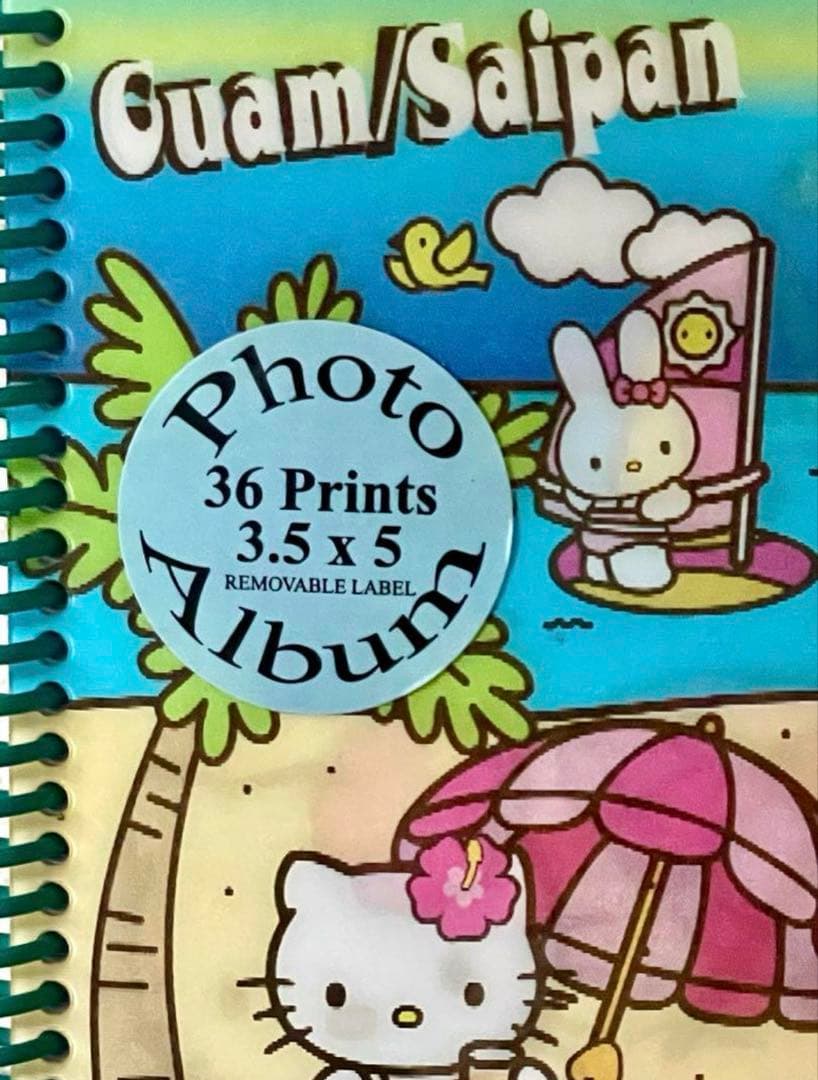 Guam/Saipan
Photo
36 Prints
3.5 x 5
REMOVABLE LABEL
Album